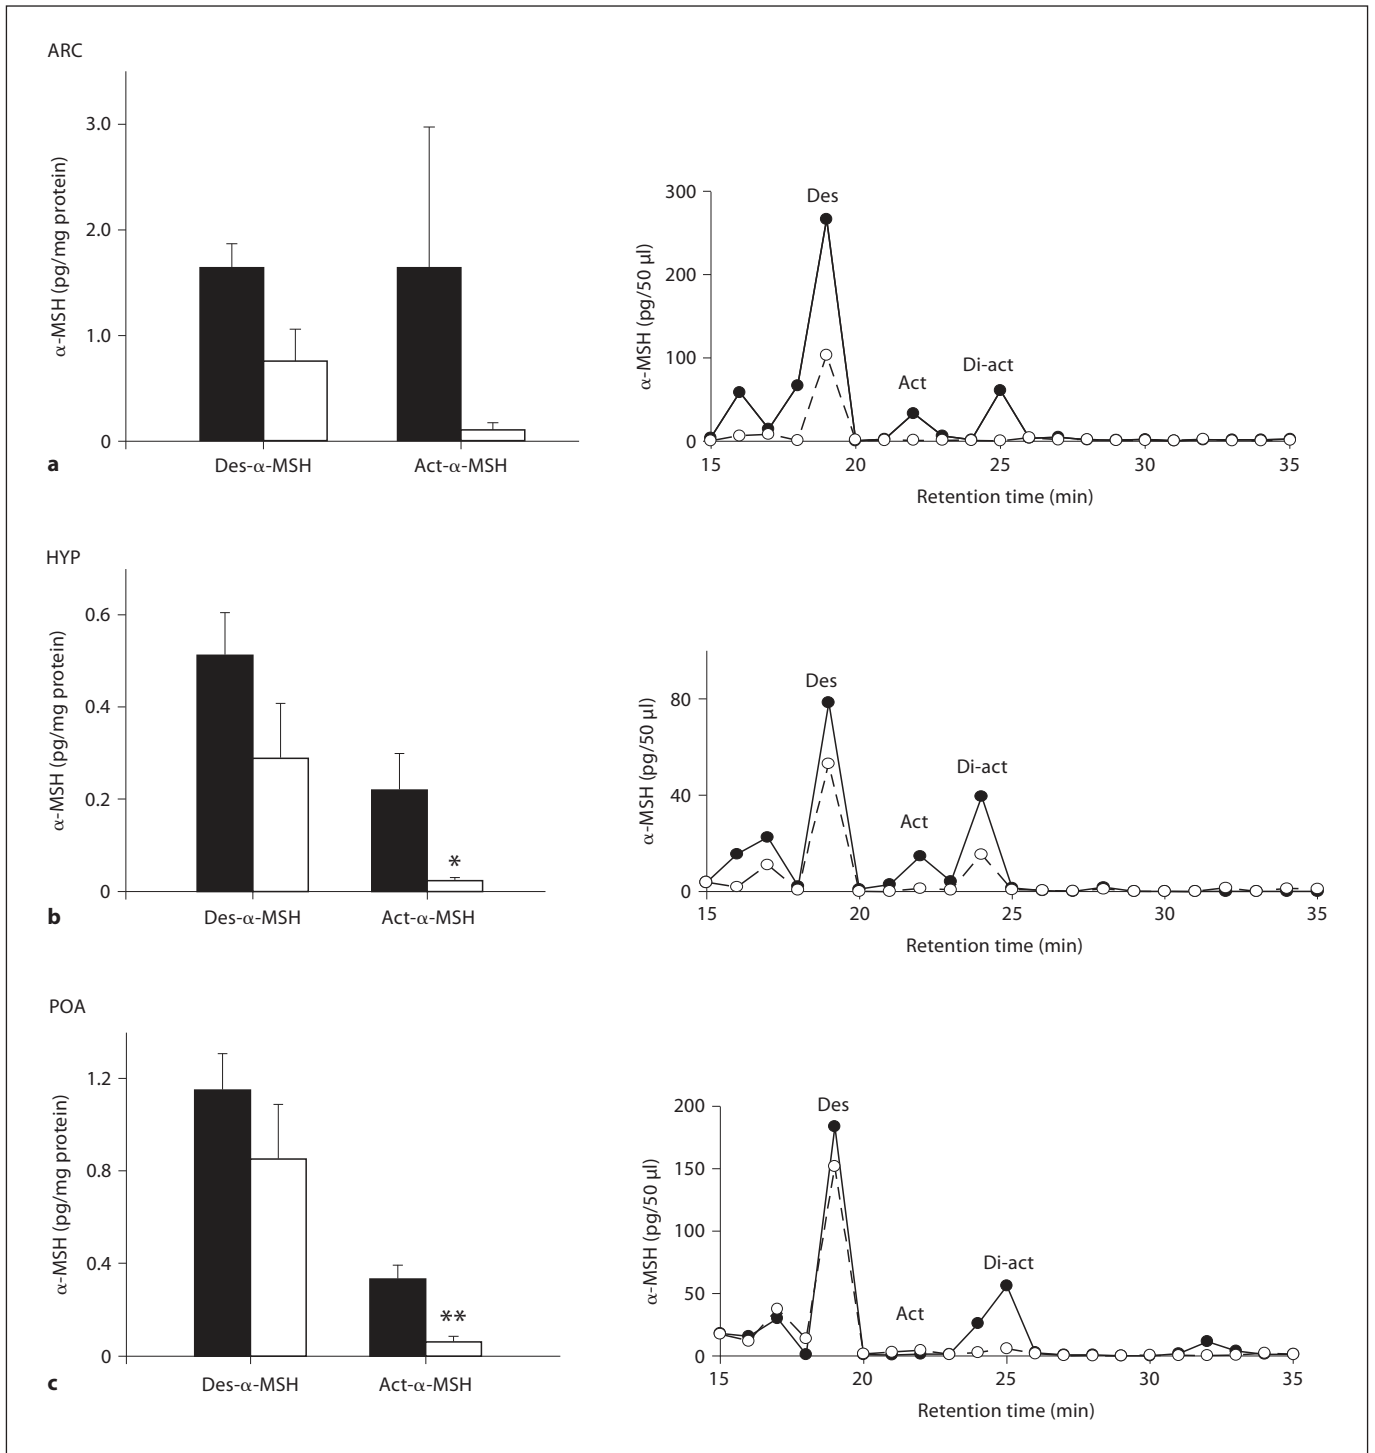 ARC
α-MSH (pg/mg protein)
3.0
2.0
1.0
0
Des-α-MSH
Act-α-MSH
a
α-MSH (pg/50 μl)
300
200
100
0
Des
Act
Di-act
15
20
25
30
35
Retention time (min)
HYP
α-MSH (pg/mg protein)
0.6
0.4
0.2
0
*
Des-α-MSH
Act-α-MSH
b
α-MSH (pg/50 μl)
80
40
0
Des
Act
Di-act
15
20
25
30
35
Retention time (min)
POA
α-MSH (pg/mg protein)
1.2
0.8
0.4
0
**
Des-α-MSH
Act-α-MSH
c
α-MSH (pg/50 μl)
200
150
100
50
0
Des
Act
Di-act
15
20
25
30
35
Retention time (min)